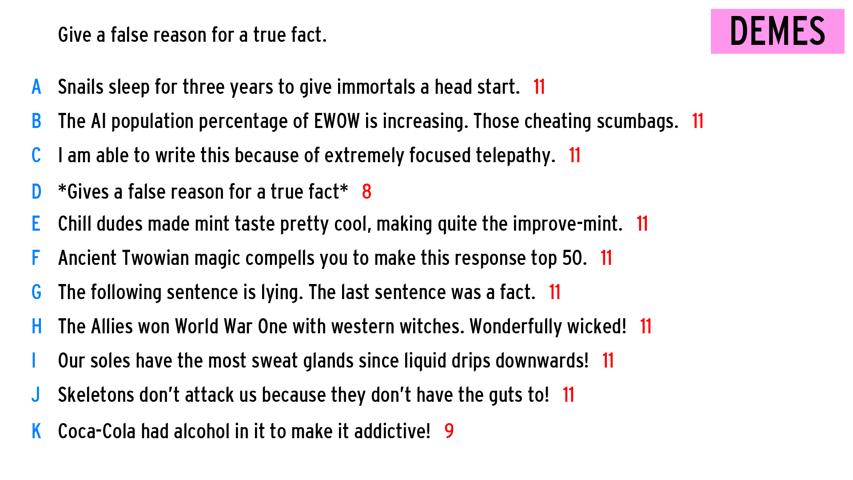 Give a false reason for a true fact.
DEMES
A Snails sleep for three years to give immortals a head start. 11
B The AI population percentage of EWOW is increasing. Those cheating scumbags. 11
C I am able to write this because of extremely focused telepathy. 11
D *Gives a false reason for a true fact* 8
E Chill dudes made mint taste pretty cool, making quite the improve-mint. 11
F Ancient Twowian magic compells you to make this response top 50. 11
G The following sentence is lying. The last sentence was a fact. 11
H The Allies won World War One with western witches. Wonderfully wicked! 11
I Our soles have the most sweat glands since liquid drips downwards! 11
J Skeletons don't attack us because they don't have the guts to! 11
K Coca-Cola had alcohol in it to make it addictive! 9